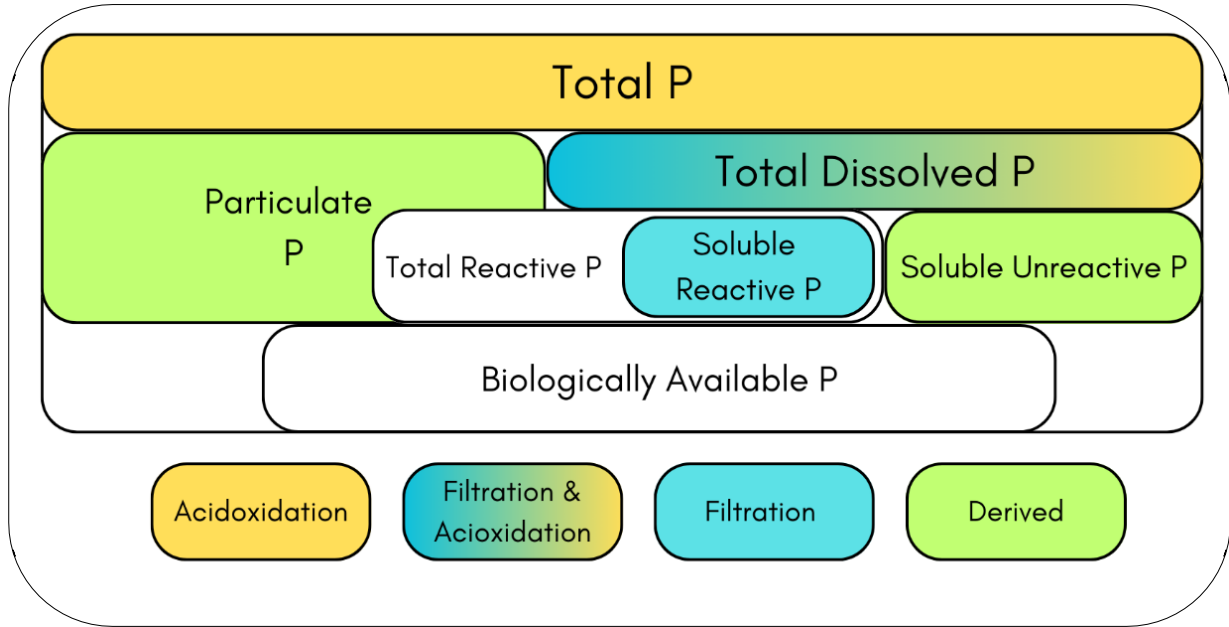 Total P
Total Dissolved P
Particulate
P
Total Reactive P
Soluble
Reactive P
Soluble Unreactive P
Biologically Available P
Acidoxidation
Filtration &
Acioxidation
Filtration
Derived